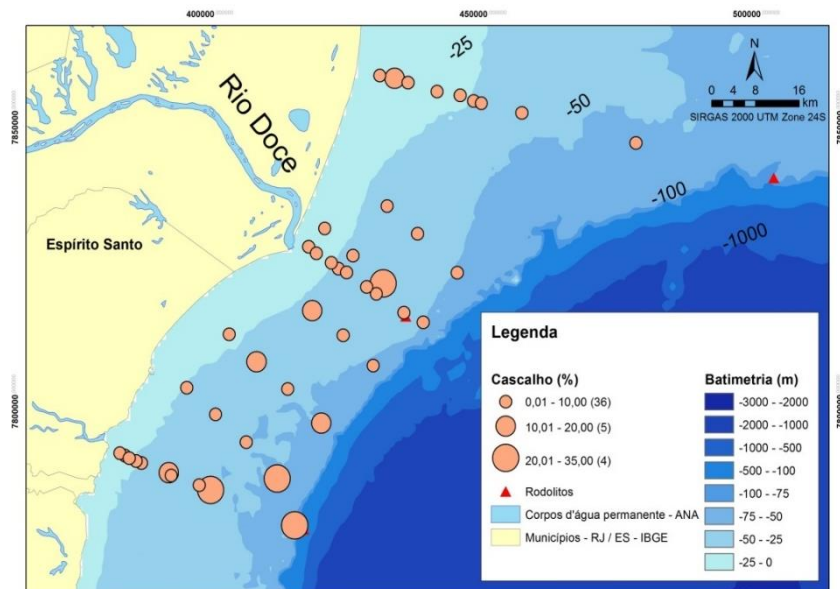 400000 450000 500000
-25
N
-50
0 4 8 16
km
SIRGAS 2000 UTM Zone 24S
7850000
7850000
Rio Doce
-100
Espírito Santo
-1000
Legenda
Cascalho (%)
0,01 - 10,00 (36)
10,01 - 20,00 (5)
20,01 - 35,00 (4)
Rodolitos
Corpos d'água permanente - ANA
Municípios - RJ / ES - IBGE
Batimetria (m)
-3000 - -2000
-2000 - -1000
-1000 - -500
-500 - -100
-100 - -75
-75 - -50
-50 - -25
-25 - 0
7800000
7800000